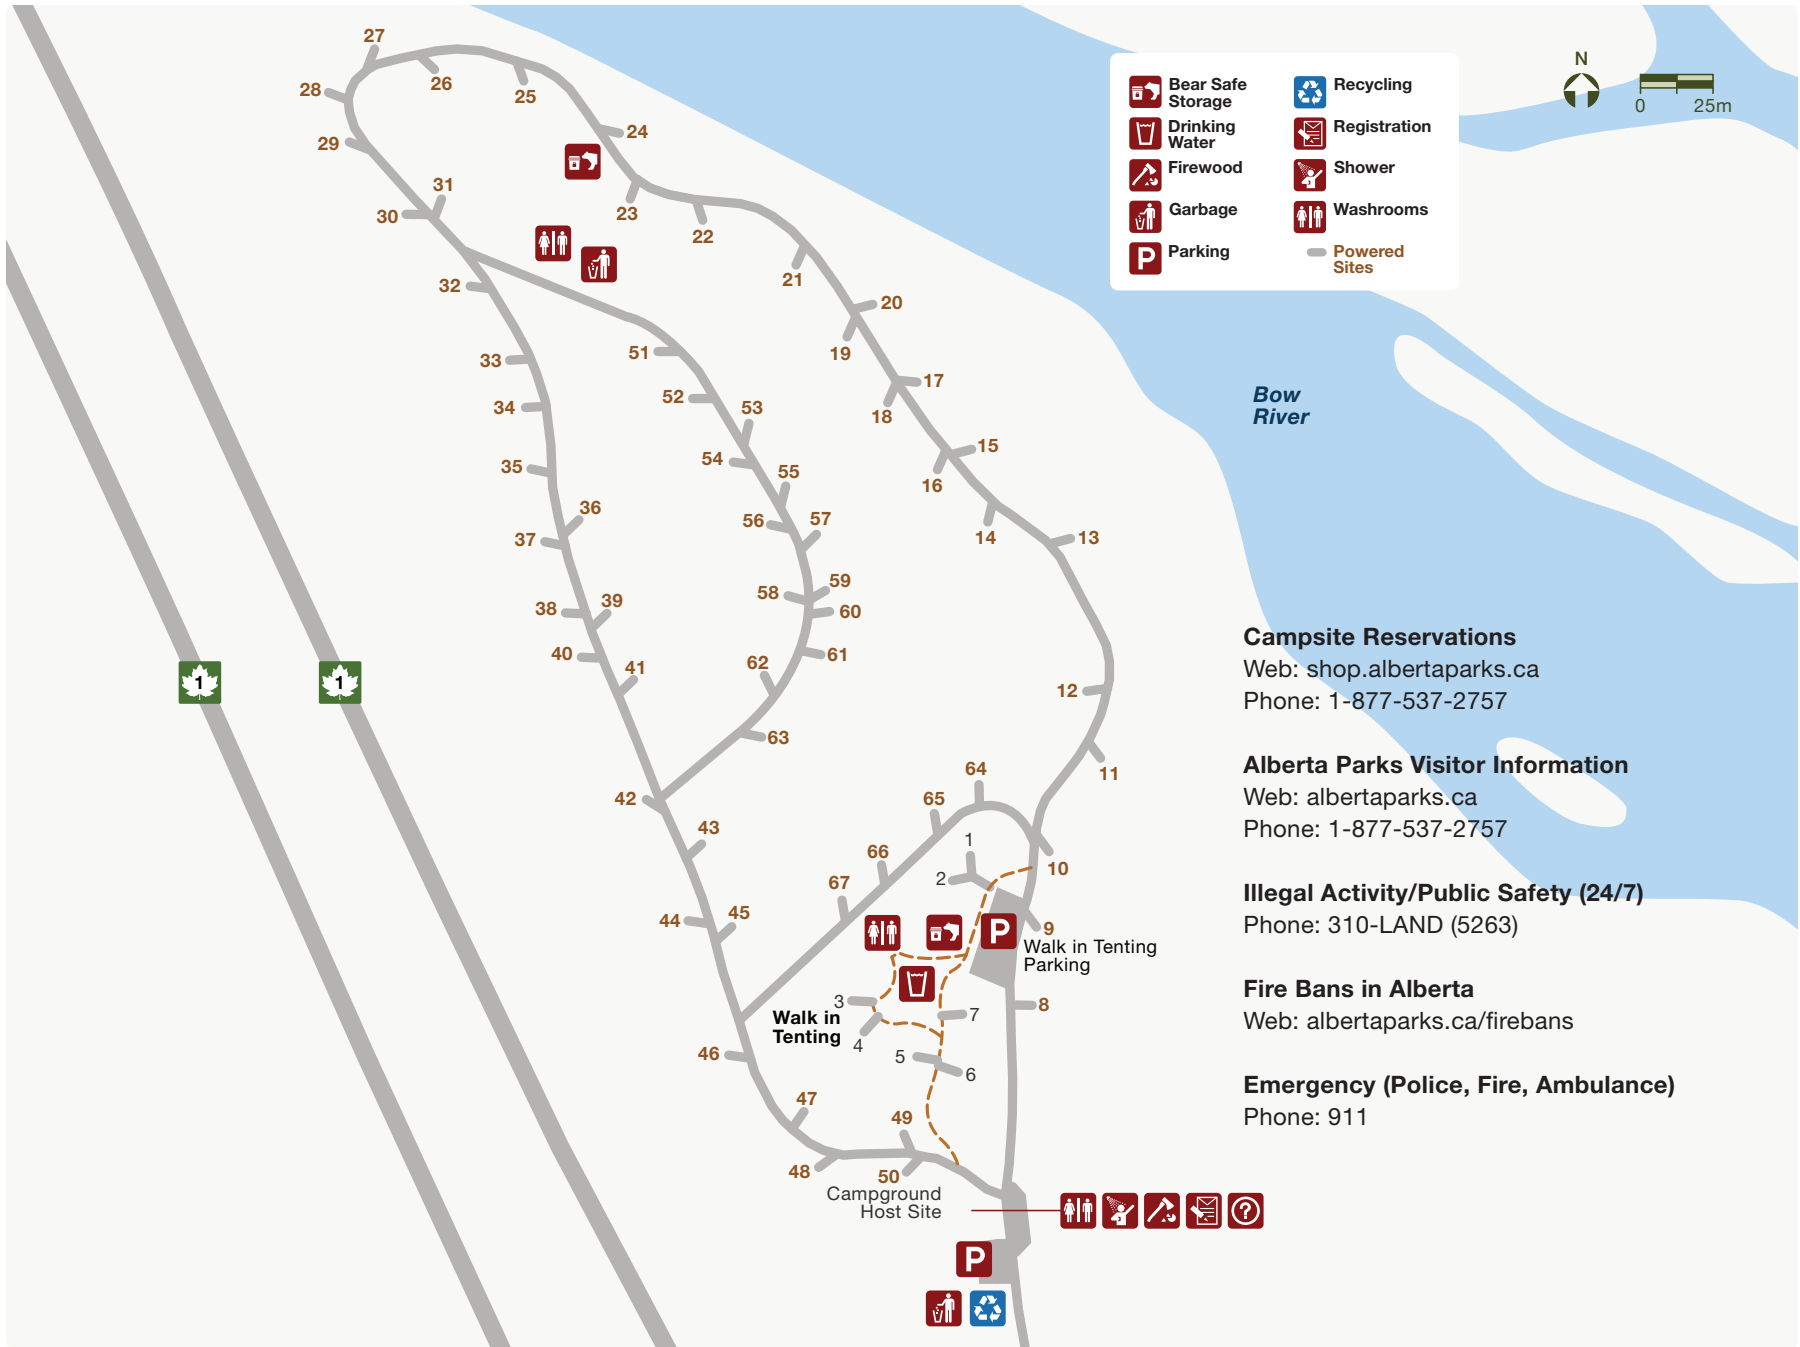 27
28
26
25
24
29
31
30
23
22
32
21
20
19
33
51
17
34
52
18
53
35
54
15
55
16
36
56
57
37
14
13
38
39
58
59
60
40
41
62
61
12
63
11
42
64
65
43
1
66
2
10
67
44
45
9
P
Walk in Tenting
Parking
3
8
Walk in
Tenting
7
4
46
5
6
47
49
48
50
Campground
Host Site
?
P
1
1
Bear Safe
Storage
Drinking
Water
Firewood
Garbage
P
Parking
Recycling
Registration
Shower
Washrooms
Powered
Sites
N
0 25m
Bow
River
Campsite Reservations
Web: shop.albertaparks.ca
Phone: 1-877-537-2757
Alberta Parks Visitor Information
Web: albertaparks.ca
Phone: 1-877-537-2757
Illegal Activity/Public Safety (24/7)
Phone: 310-LAND (5263)
Fire Bans in Alberta
Web: albertaparks.ca/firebans
Emergency (Police, Fire, Ambulance)
Phone: 911